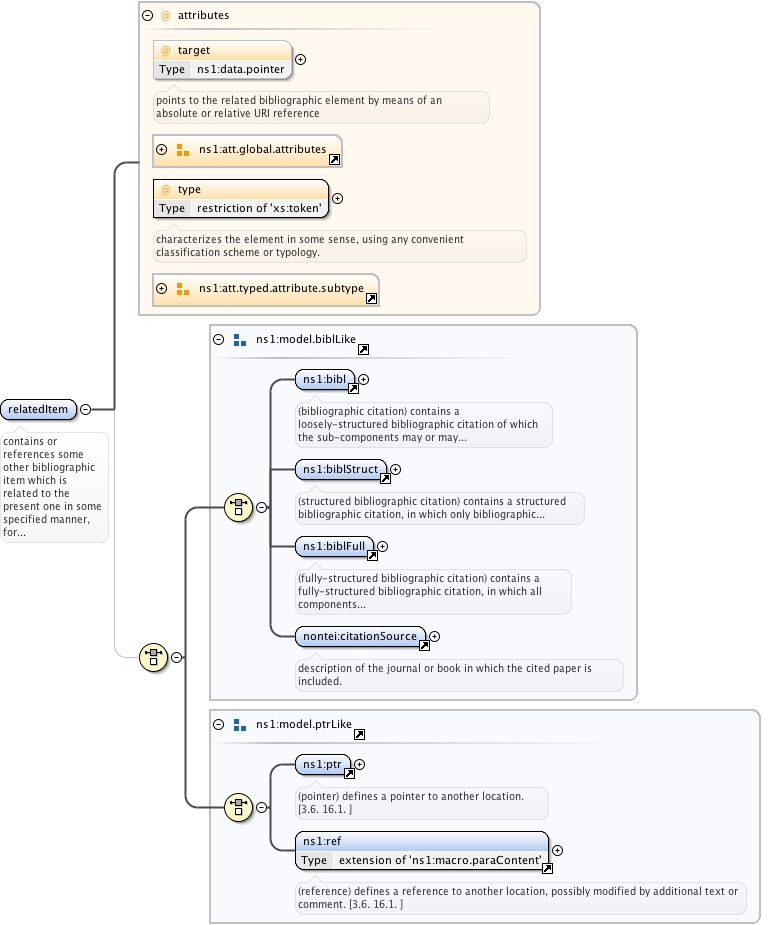 attributes
@ target
Type ns1:data.pointer
points to the related bibliographic element by means of an
absolute or relative URI reference
ns1:att.global.attributes
@ type
Type restriction of 'xs:token'
characterizes the element in some sense, using any convenient
classification scheme or typology.
ns1:att.typed.attribute.subtype
relatedItem
contains or
references some
other bibliographic
item which is
related to the
present one in some
specified manner,
for...
ns1:model.biblLike
ns1:bibl
(bibliographic citation) contains a
loosely-structured bibliographic citation of which
the sub-components may or may...
ns1:biblStruct
(structured bibliographic citation) contains a structured
bibliographic citation, in which only bibliographic...
ns1:biblFull
(fully-structured bibliographic citation) contains a
fully-structured bibliographic citation, in which all
components...
nontei:citationSource
description of the journal or book in which the cited paper is
included.
ns1:model.ptrLike
ns1:ptr
(pointer) defines a pointer to another location.
[3.6. 16.1. ]
ns1:ref
Type extension of 'ns1:macro.paraContent'
(reference) defines a reference to another location, possibly modified by additional text or
comment. [3.6. 16.1. ]